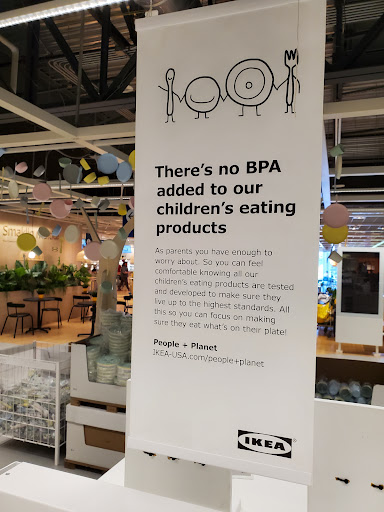 There's no BPA
added to our
children's eating
products
As parents you have enough to
worry about. So you can feel
comfortable knowing all our
children's eating products are tested
and developed to make sure they
live up to the highest standards. All
this so you can focus on making
sure they eat what's on their plate!
People + Planet
IKEA-USA.com/people+planet
IKEA